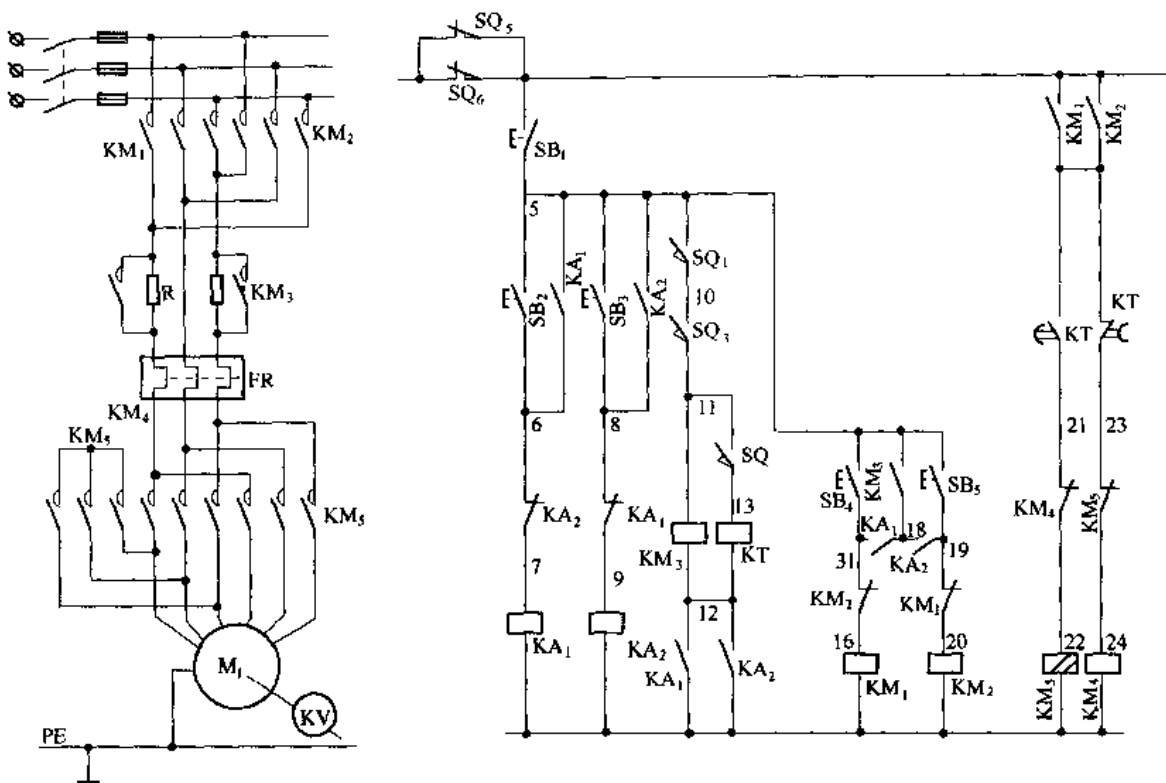 SQ₅
SQ₆
KM₁
KM₂
KM₁
KM₂
SB₁
5
KA₁
SQ₁
R
KM₃
SB₂
SB₃
KA₂
10
SQ₃
KT
KT
FR
KM₄
6
8
11
21
23
KM₅
SQ
SB₄
KM₃
SB₅
KM₅
KA₂
KA₁
13
KM₄
KM₅
KA₁
18
KM₃
KT
31
KA₂
19
7
9
12
KM₂
KM₁
KA₁
KA₂
KA₁
KA₂
16
20
22
24
M₁
KM₁
KM₂
KM₅
KM₄
KV
PE